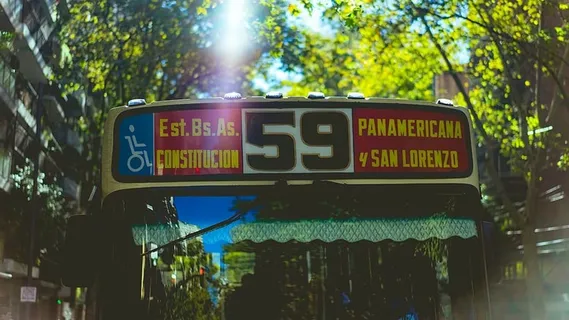 Est. Bs. As.
CONSTITUCION
59
PANAMERICANA
y SAN LORENZO